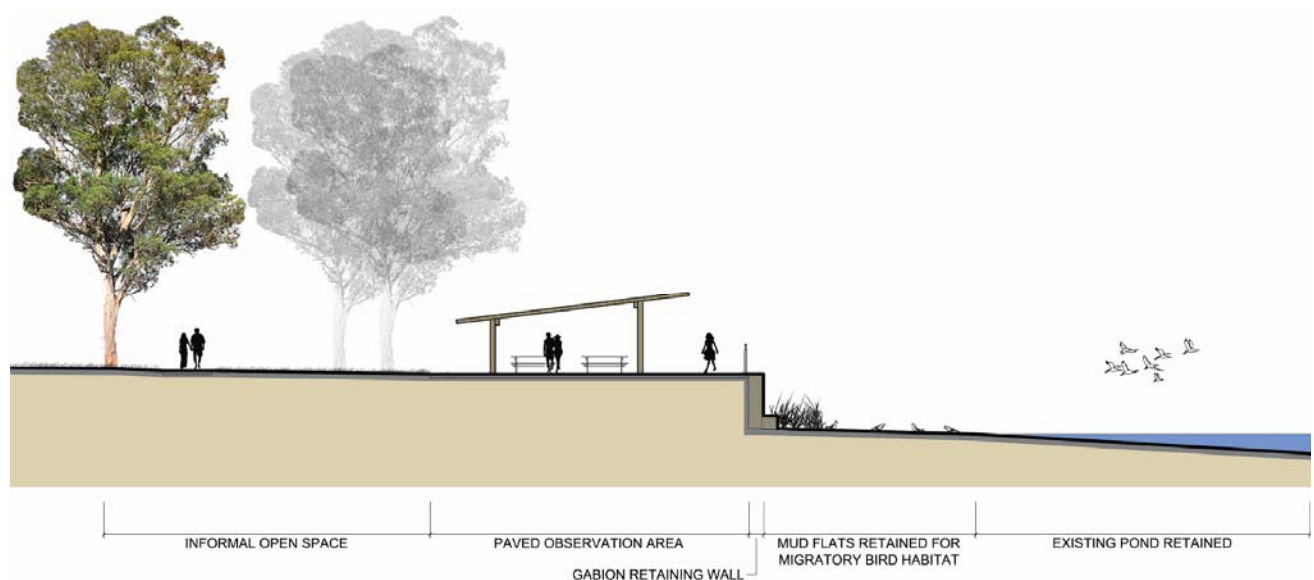 INFORMAL OPEN SPACE
PAVED OBSERVATION AREA
GABION RETAINING WALL
MUD FLATS RETAINED FOR
MIGRATORY BIRD HABITAT
EXISTING POND RETAINED